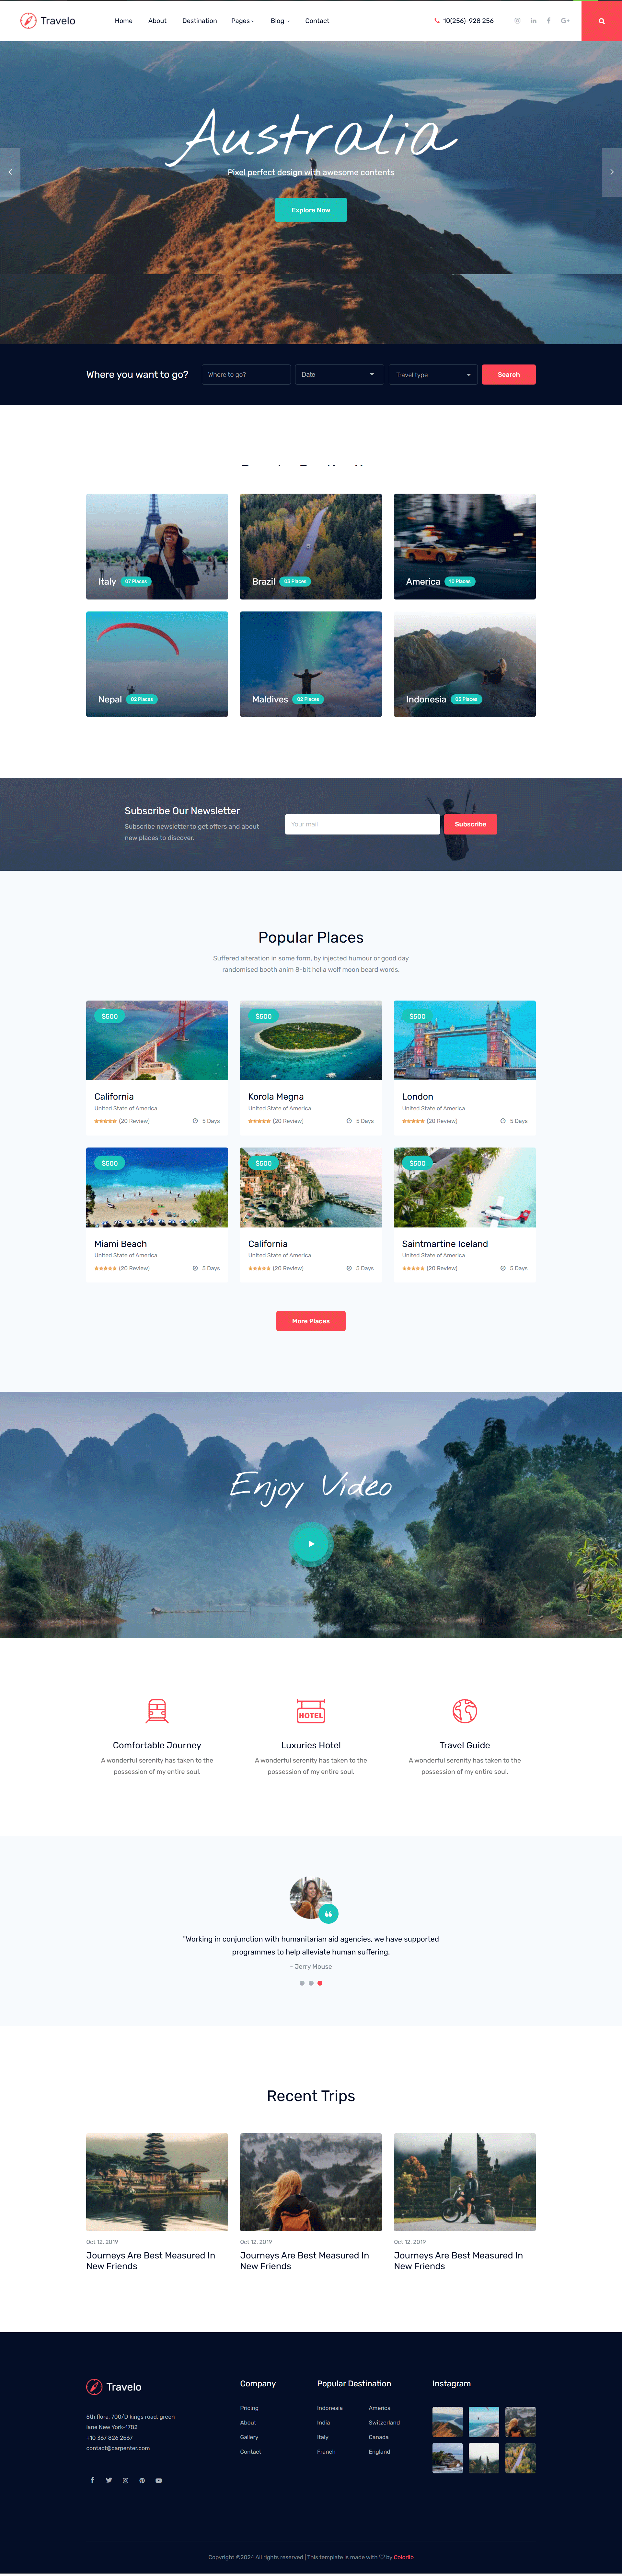 Travelo
Home About Destination Pages Blog Contact
10(256)-928 256
Australia
Pixel perfect design with awesome contents
Explore Now
Where you want to go?
Where to go?
Date
Travel type
Search
Italy 07 Places
Brazil 03 Places
America 10 Places
Nepal 02 Places
Maldives 02 Places
Indonesia 05 Places
Subscribe Our Newsletter
Subscribe newsletter to get offers and about
new places to discover.
Your mail
Subscribe
Popular Places
Suffered alteration in some form, by injected humour or good day
randomised booth anim 8-bit hella wolf moon beard words.
$500
California
United State of America
(20 Review) 5 Days
$500
Korola Megna
United State of America
(20 Review) 5 Days
$500
London
United State of America
(20 Review) 5 Days
$500
Miami Beach
United State of America
(20 Review) 5 Days
$500
California
United State of America
(20 Review) 5 Days
$500
Saintmartine Iceland
United State of America
(20 Review) 5 Days
More Places
Enjoy Video
HOTEL
Comfortable Journey
A wonderful serenity has taken to the
possession of my entire soul.
Luxuries Hotel
A wonderful serenity has taken to the
possession of my entire soul.
Travel Guide
A wonderful serenity has taken to the
possession of my entire soul.
"Working in conjunction with humanitarian aid agencies, we have supported
programmes to help alleviate human suffering.
- Jerry Mouse
Recent Trips
Oct 12, 2019
Journeys Are Best Measured In
New Friends
Oct 12, 2019
Journeys Are Best Measured In
New Friends
Oct 12, 2019
Journeys Are Best Measured In
New Friends
Travelo
5th flora, 700/D kings road, green
lane New York-1782
+10 367 826 2567
contact@carpenter.com
Company
Pricing
About
Gallery
Contact
Popular Destination
Indonesia
India
Italy
Franch
America
Switzerland
Canada
England
Instagram
Copyright ©2024 All rights reserved | This template is made with ♡ by Colorlib